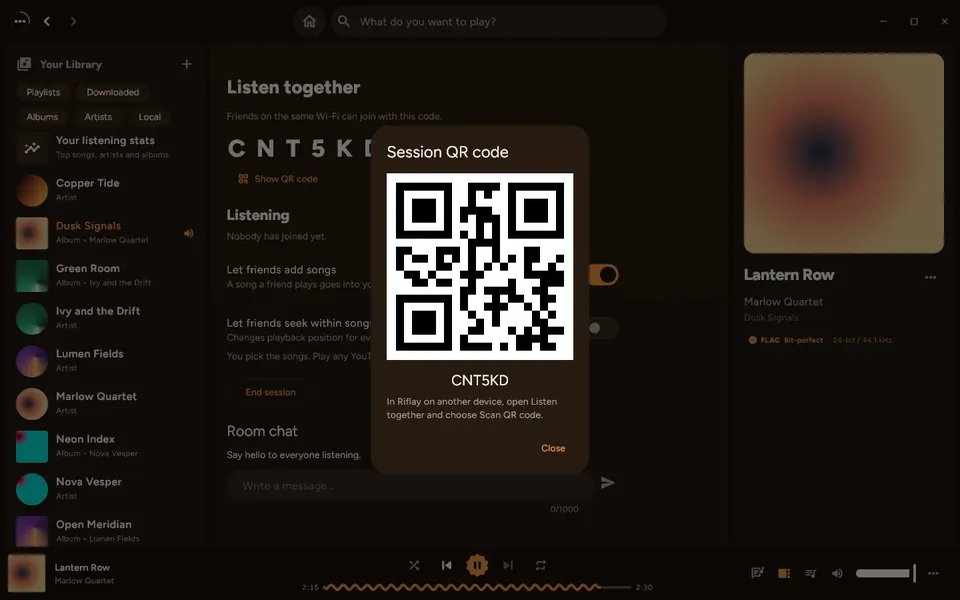 What do you want to play?
Your Library
Playlists
Downloaded
Albums
Artists
Local
Your listening stats
Top songs, artists and albums
Copper Tide
Artist
Dusk Signals
Album • Marlow Quartet
Green Room
Album • Ivy and the Drift
Ivy and the Drift
Artist
Lumen Fields
Artist
Marlow Quartet
Artist
Neon Index
Album • Nova Vesper
Nova Vesper
Artist
Open Meridian
Album • Lumen Fields
Listen together
Friends on the same Wi-Fi can join with this code.
CNT5K
Show QR code
Listening
Nobody has joined yet.
Let friends add songs
A song a friend plays goes into
Let friends seek within
Changes playback position for
You pick the songs. Play any
End session
Room chat
Say hello to everyone listening.
Write a message...
0/1000
Session QR code
CNT5KD
In Riflay on another device, open Listen
together and choose Scan QR code.
Close
Lantern Row
Marlow Quartet
Dusk Signals
FLAC Bit-perfect 24-bit / 44.1 kHz
Lantern Row
Marlow Quartet
2:15
2:30